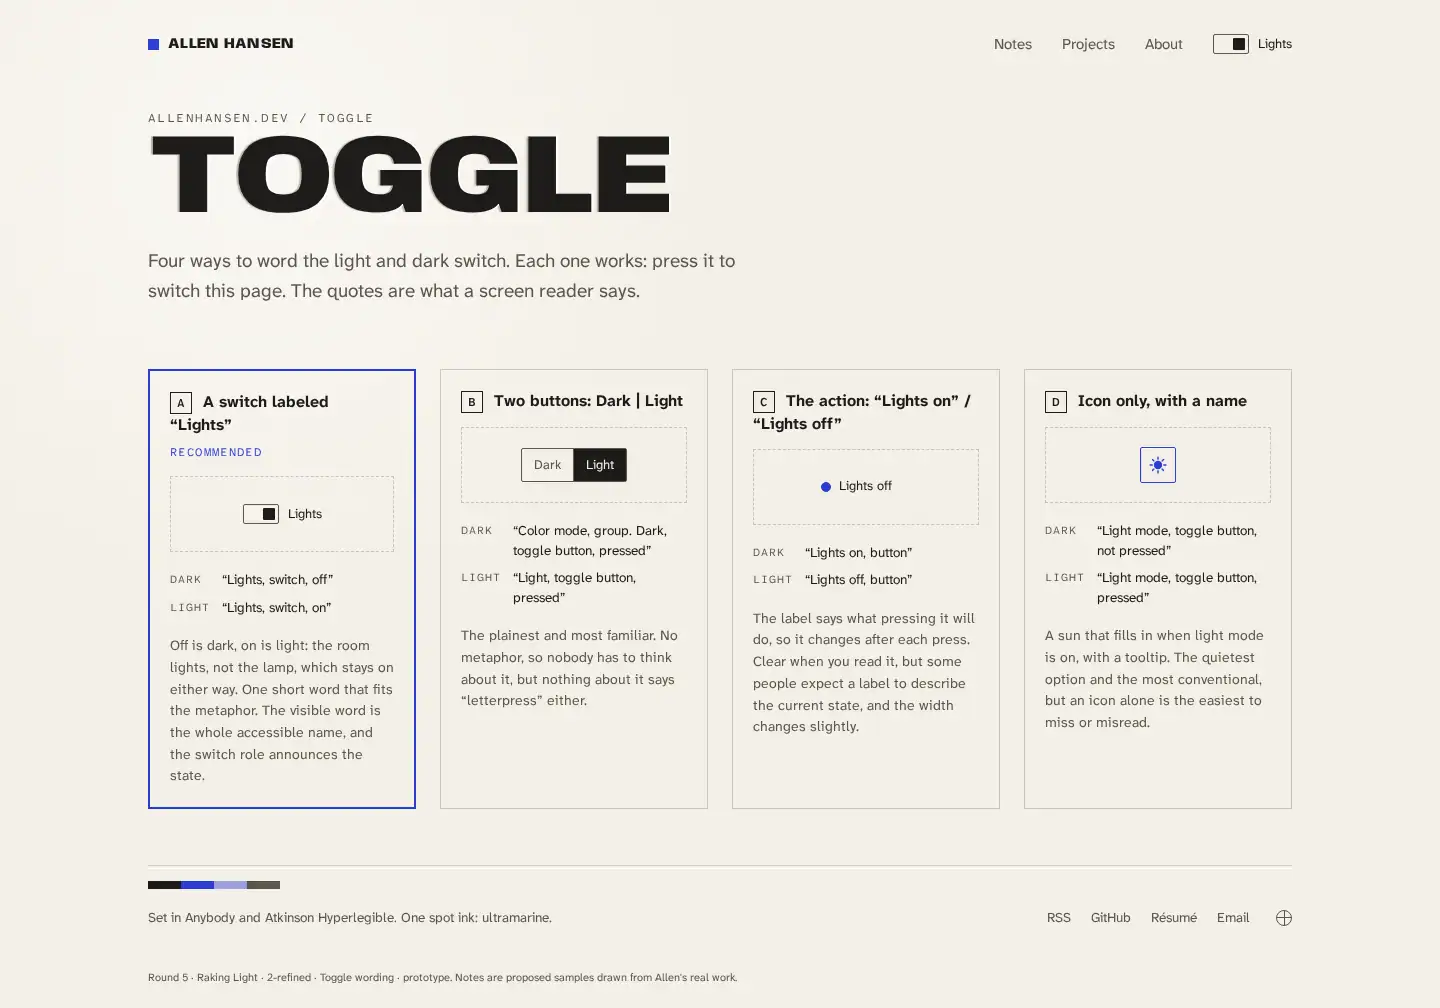 ALLEN HANSEN
Notes
Projects
About
Lights
ALLENHANSEN.DEV / TOGGLE
TOGGLE
Four ways to word the light and dark switch. Each one works: press it to
switch this page. The quotes are what a screen reader says.
A A switch labeled
“Lights”
RECOMMENDED
Lights
DARK “Lights, switch, off”
LIGHT “Lights, switch, on”
Off is dark, on is light: the room
lights, not the lamp, which stays on
either way. One short word that fits
the metaphor. The visible word is
the whole accessible name, and
the switch role announces the
state.
B Two buttons: Dark | Light
Dark Light
DARK “Color mode, group. Dark,
toggle button, pressed”
LIGHT “Light, toggle button,
pressed”
The plainest and most familiar. No
metaphor, so nobody has to think
about it, but nothing about it says
“letterpress” either.
C The action: “Lights on” /
“Lights off”
Lights off
DARK “Lights on, button”
LIGHT “Lights off, button”
The label says what pressing it will
do, so it changes after each press.
Clear when you read it, but some
people expect a label to describe
the current state, and the width
changes slightly.
D Icon only, with a name
DARK “Light mode, toggle button,
not pressed”
LIGHT “Light mode, toggle button,
pressed”
A sun that fills in when light mode
is on, with a tooltip. The quietest
option and the most conventional,
but an icon alone is the easiest to
miss or misread.
Set in Anybody and Atkinson Hyperlegible. One spot ink: ultramarine.
RSS
GitHub
Résumé
Email
Round 5 · Raking Light · 2-refined · Toggle wording · prototype. Notes are proposed samples drawn from Allen's real work.